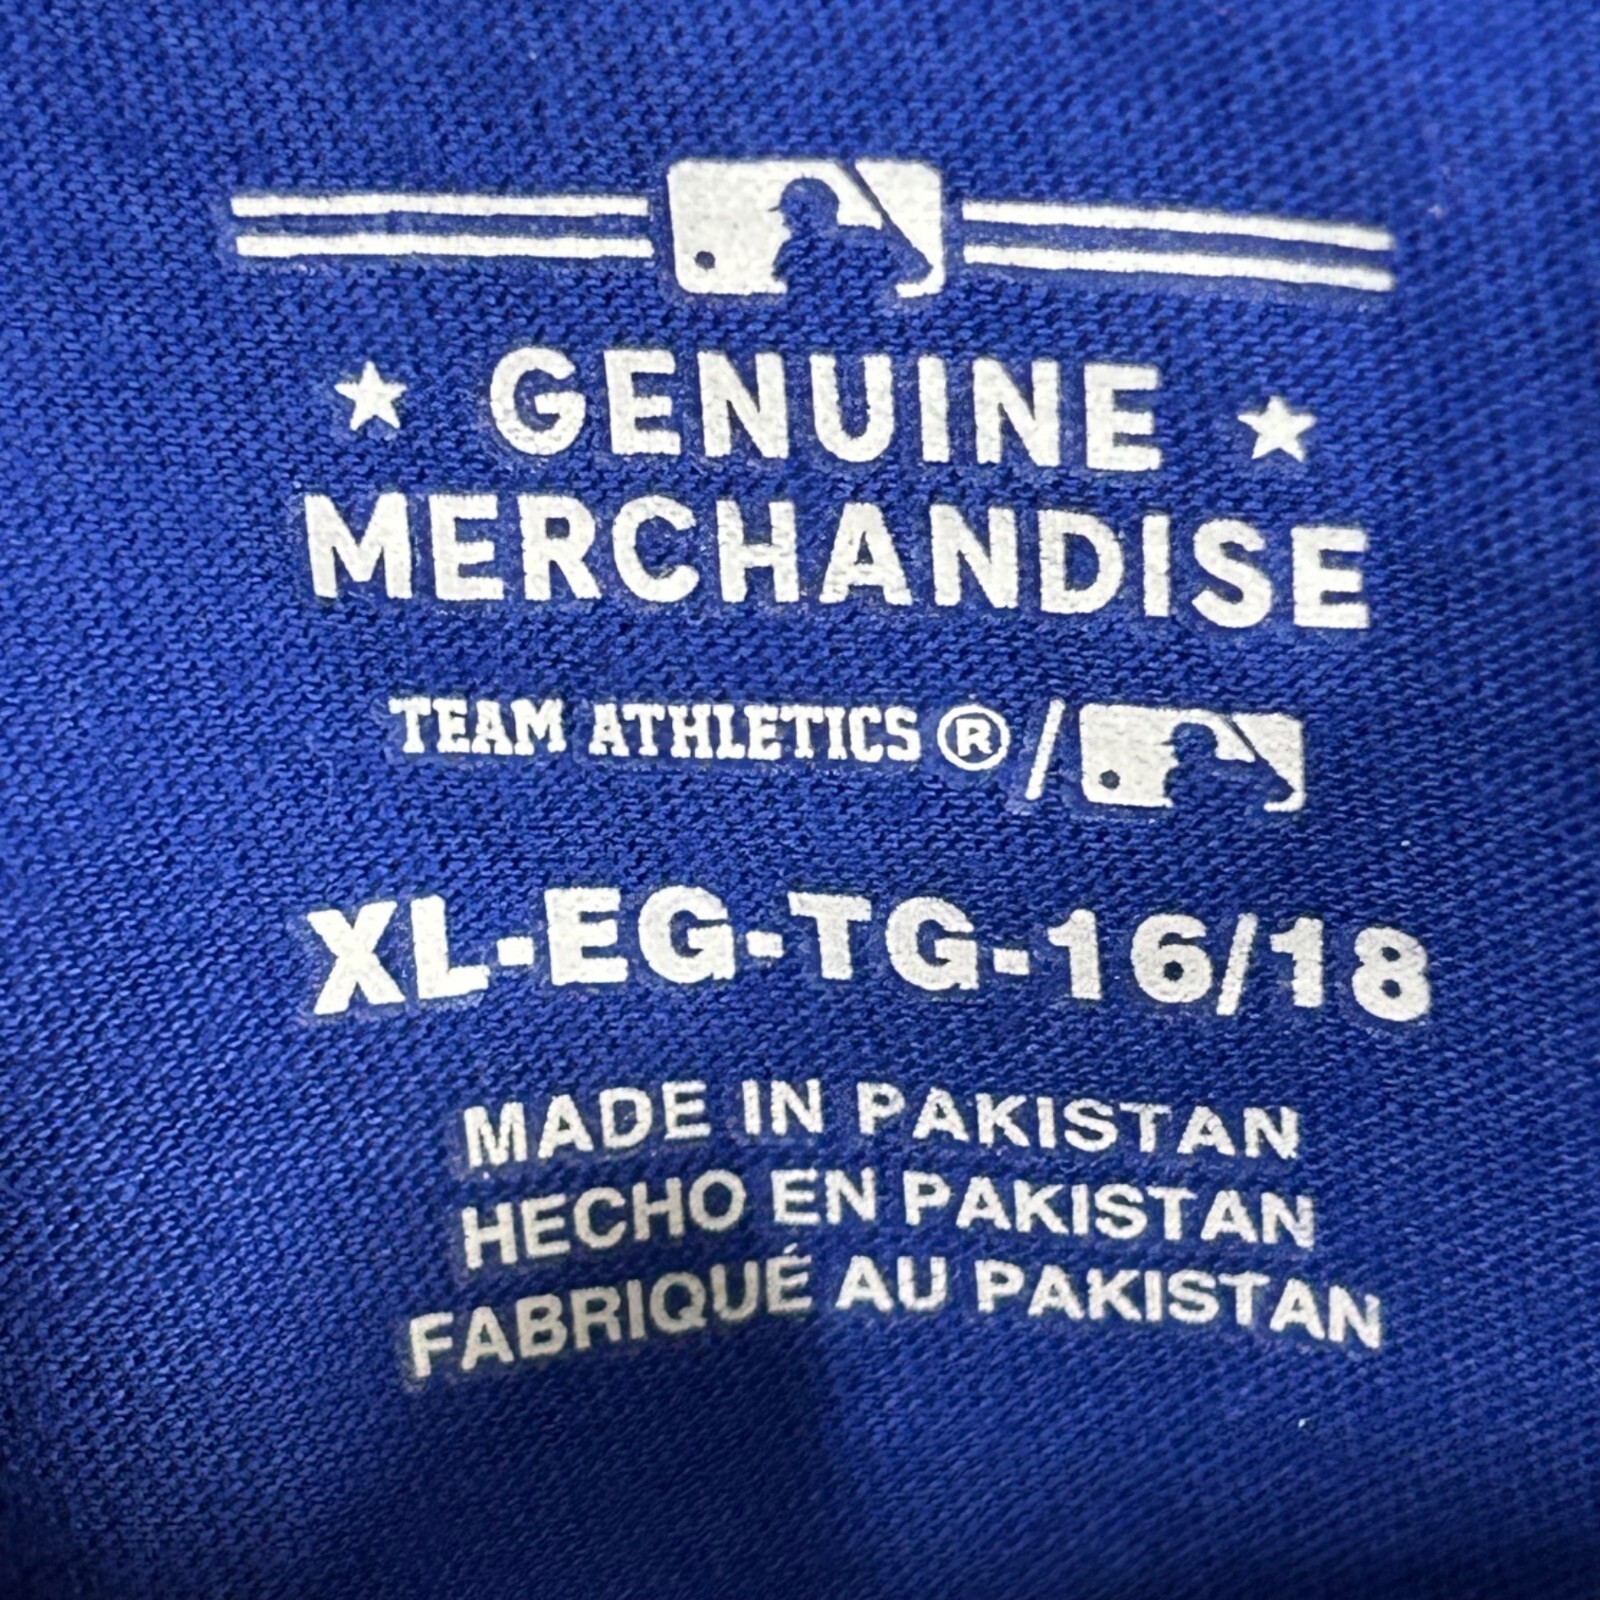 ★ GENUINE ★
MERCHANDISE
TEAM ATHLETICS ® /
XL-EG-TG-16/18
MADE IN PAKISTAN
HECHO EN PAKISTAN
FABRIQUÉ AU PAKISTAN